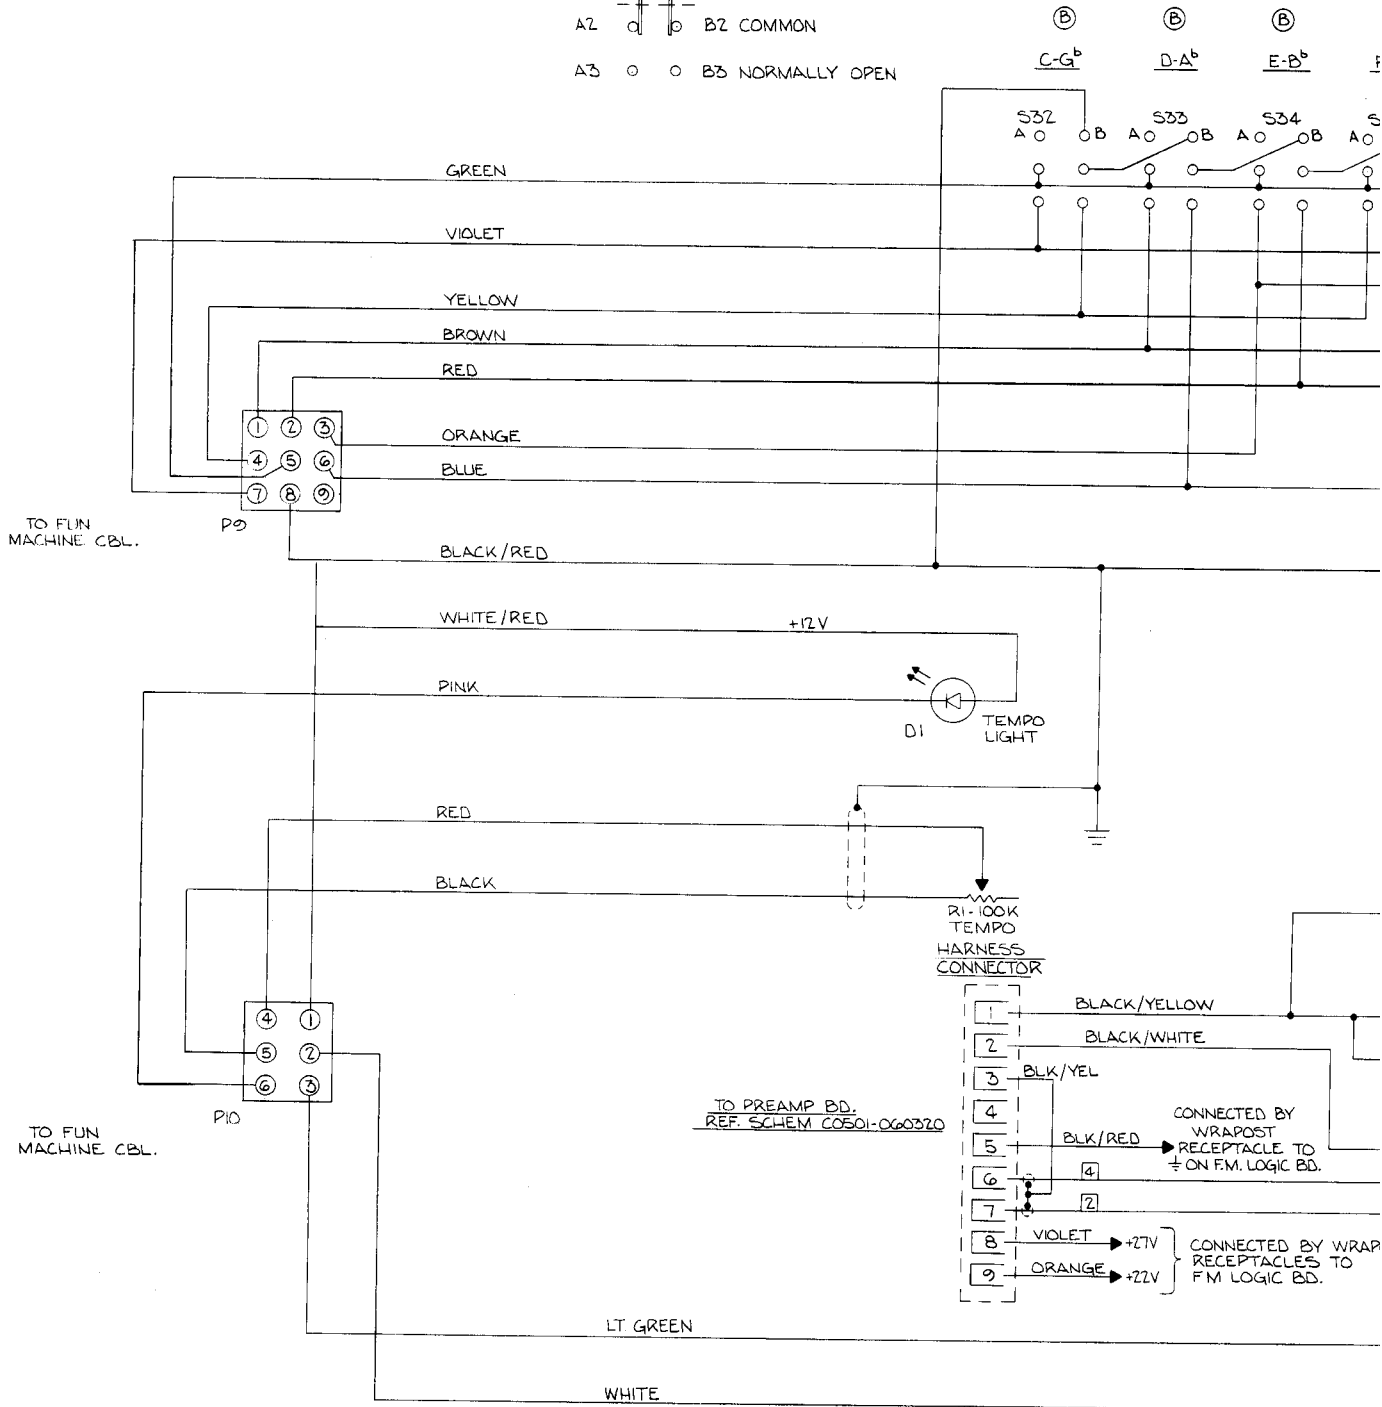 A2 B2 COMMON
A3 B3 NORMALLY OPEN
B B B
C-Gb D-Ab E-Bb
S32 S33 S34
A B A B A B A
GREEN
VIOLET
YELLOW
BROWN
RED
1 2 3
ORANGE
4 5 6
BLUE
7 8 9
P9
TO FUN
MACHINE CBL.
BLACK/RED
WHITE/RED +12V
PINK
D1
TEMPO
LIGHT
RED
BLACK
R1-100K
TEMPO
HARNESS
CONNECTOR
4 1
5 2
6 3
P10
TO FUN
MACHINE CBL.
1 BLACK/YELLOW
2 BLACK/WHITE
3 BLK/YEL
4
5 BLK/RED
6 4
7 2
8 VIOLET +27V
9 ORANGE +22V
TO PREAMP BD.
REF. SCHEM C0501-060320
CONNECTED BY
WRAPOST
RECEPTACLE TO
ON F.M. LOGIC BD.
CONNECTED BY
RECEPTACLES TO
FM LOGIC BD.
LT. GREEN
WHITE